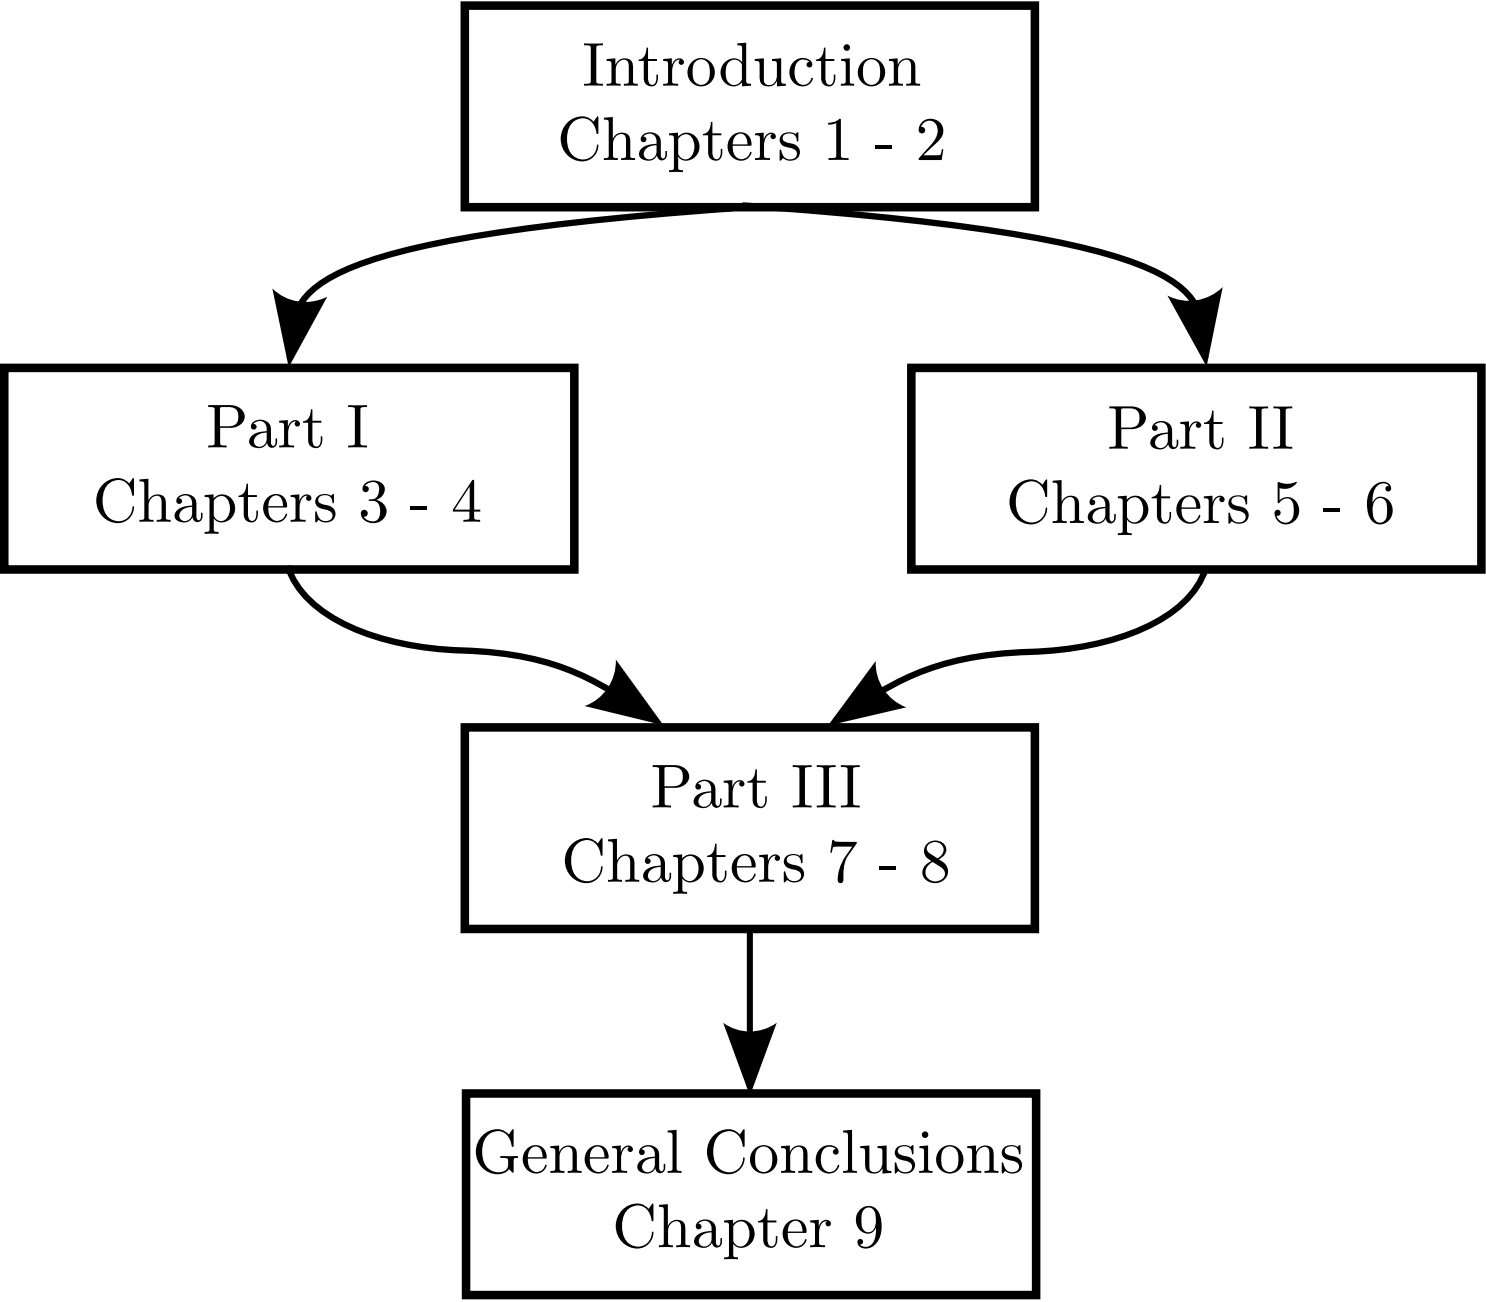 Introduction
Chapters 1 - 2
Part I
Chapters 3 - 4
Part II
Chapters 5 - 6
Part III
Chapters 7 - 8
General Conclusions
Chapter 9